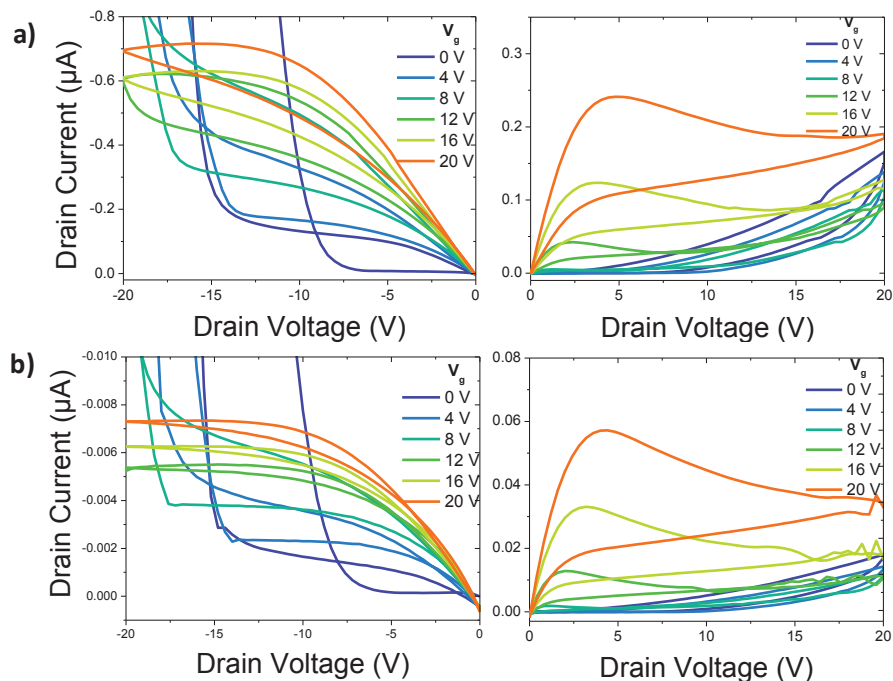 a)
Drain Current (µA)
-0.8
-0.6
-0.4
-0.2
0.0
-20
-15
-10
-5
0
Drain Voltage (V)
Vg
0 V
4 V
8 V
12 V
16 V
20 V
0.3
0.2
0.1
0.0
0
5
10
15
20
Drain Voltage (V)
Vg
0 V
4 V
8 V
12 V
16 V
20 V
b)
Drain Current (µA)
-0.010
-0.008
-0.006
-0.004
-0.002
0.000
-20
-15
-10
-5
0
Drain Voltage (V)
Vg
0 V
4 V
8 V
12 V
16 V
20 V
0.08
0.06
0.04
0.02
0.00
0
5
10
15
20
Drain Voltage (V)
Vg
0 V
4 V
8 V
12 V
16 V
20 V